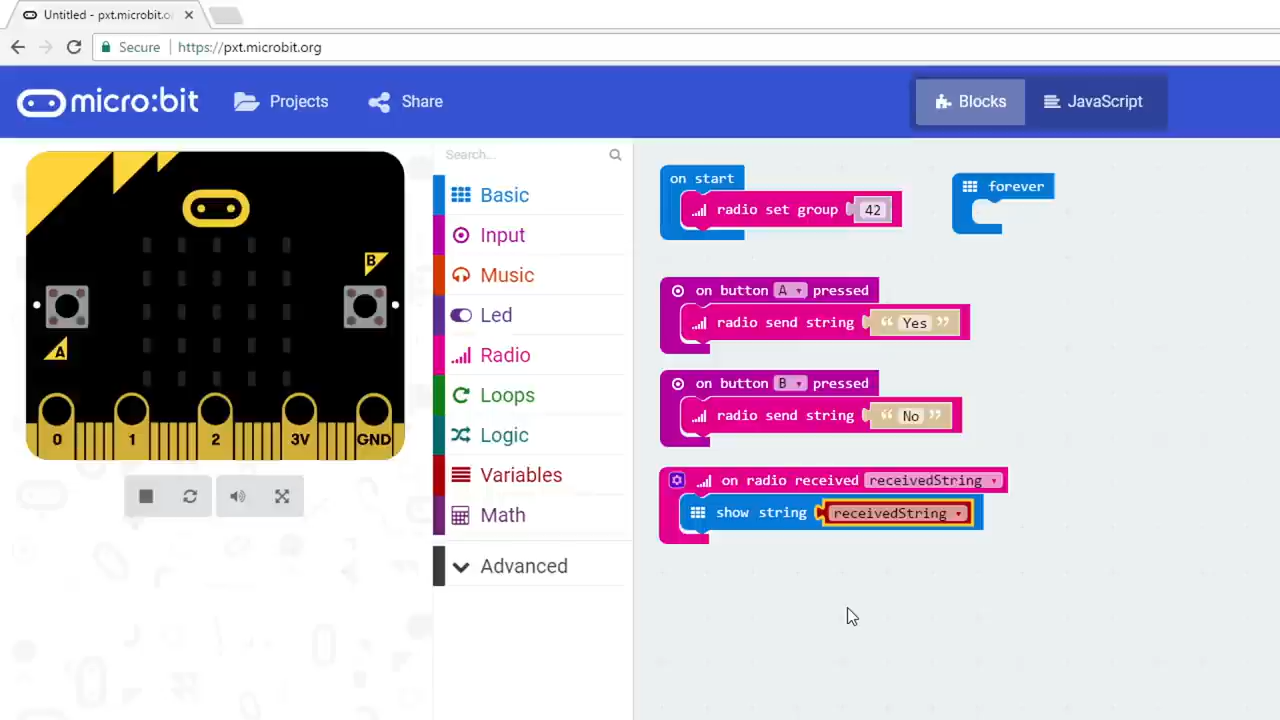 Untitled - pxt.microbit.o
Secure https://pxt.microbit.org
micro:bit Projects Share Blocks JavaScript
Search...
Basic
Input
Music
Led
Radio
Loops
Logic
Variables
Math
Advanced
B
A
0 1 2 3V GND
on start
radio set group 42
forever
on button A pressed
radio send string “ Yes ”
on button B pressed
radio send string “ No ”
on radio received receivedString
show string receivedString